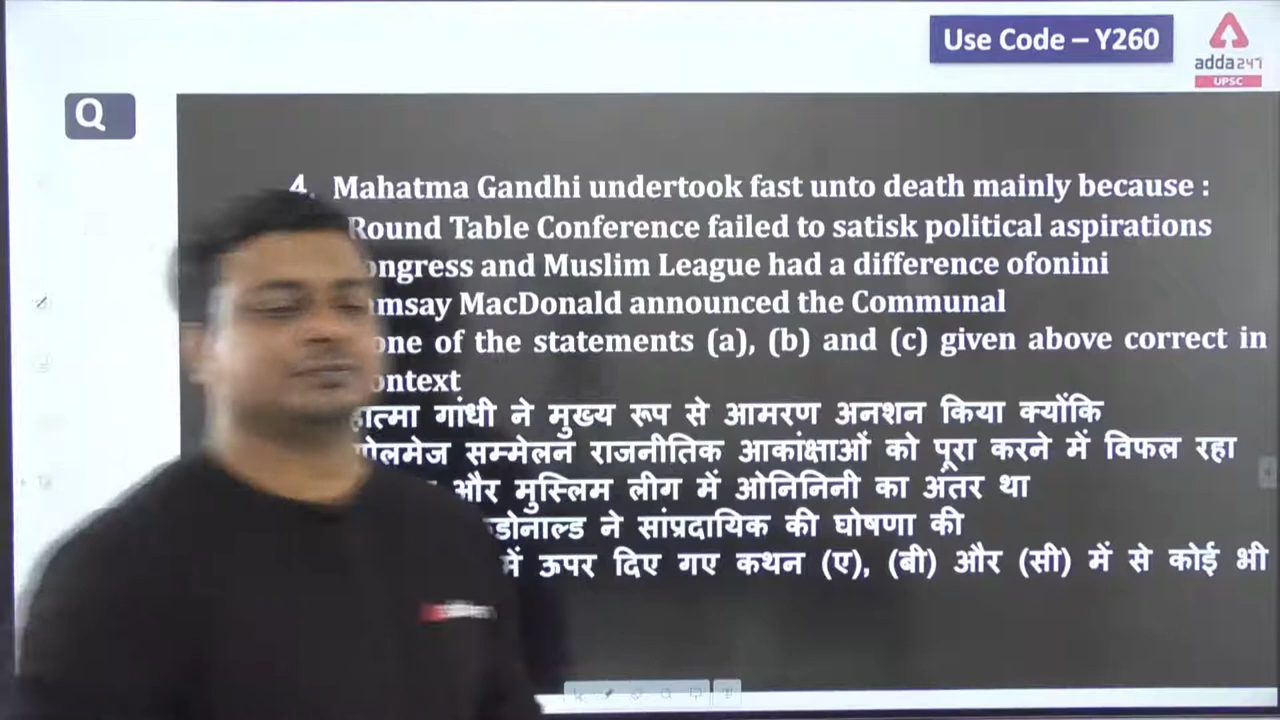 Use Code – Y260
adda247
UPSC
Q
4. Mahatma Gandhi undertook fast unto death mainly because :
Round Table Conference failed to satisk political aspirations
ongress and Muslim League had a difference ofonini
msay MacDonald announced the Communal
one of the statements (a), (b) and (c) given above correct in
ontext
हात्मा गांधी ने मुख्य रूप से आमरण अनशन किया क्योंकि
गोलमेज सम्मेलन राजनीतिक आकांक्षाओं को पूरा करने में विफल रहा
और मुस्लिम लीग में ओनिनिनी का अंतर था
डोनाल्ड ने सांप्रदायिक की घोषणा की
में ऊपर दिए गए कथन (ए), (बी) और (सी) में से कोई भी